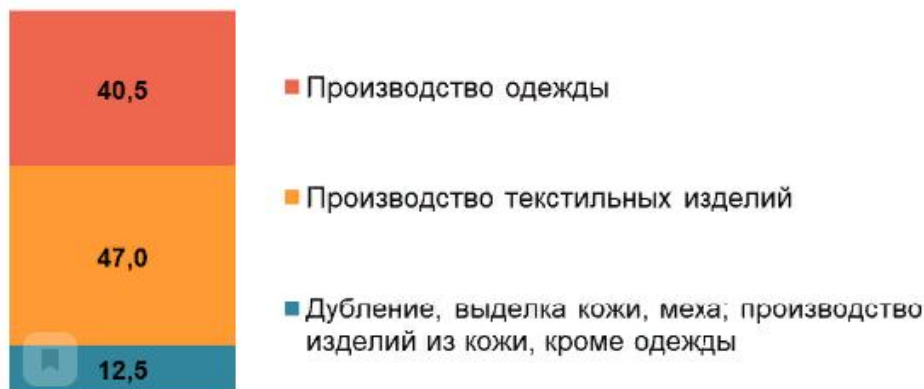 40,5
Производство одежды
47,0
Производство текстильных изделий
12,5
Дубление, выделка кожи, меха; производство
изделий из кожи, кроме одежды